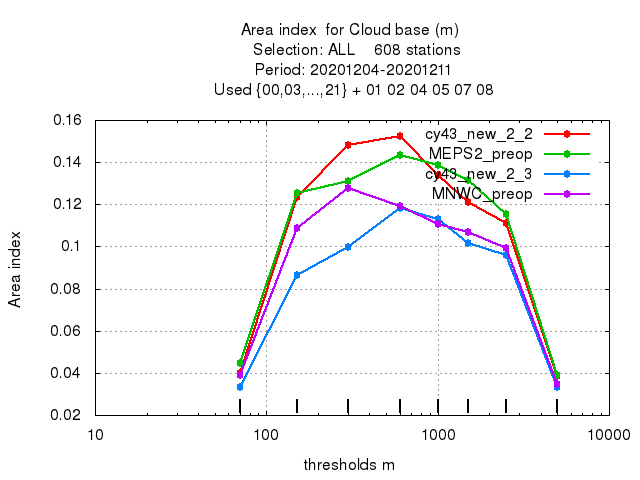 Area index  for Cloud base (m)
Selection: ALL    608 stations
Period: 20201204-20201211
Used {00,03,...,21} + 01 02 04 05 07 08
0.16
0.14
0.12
0.1
0.08
0.06
0.04
0.02
Area index
cy43_new_2_2
MEPS2_preop
cy43_new_2_3
MNWC_preop
10
100
1000
10000
thresholds m